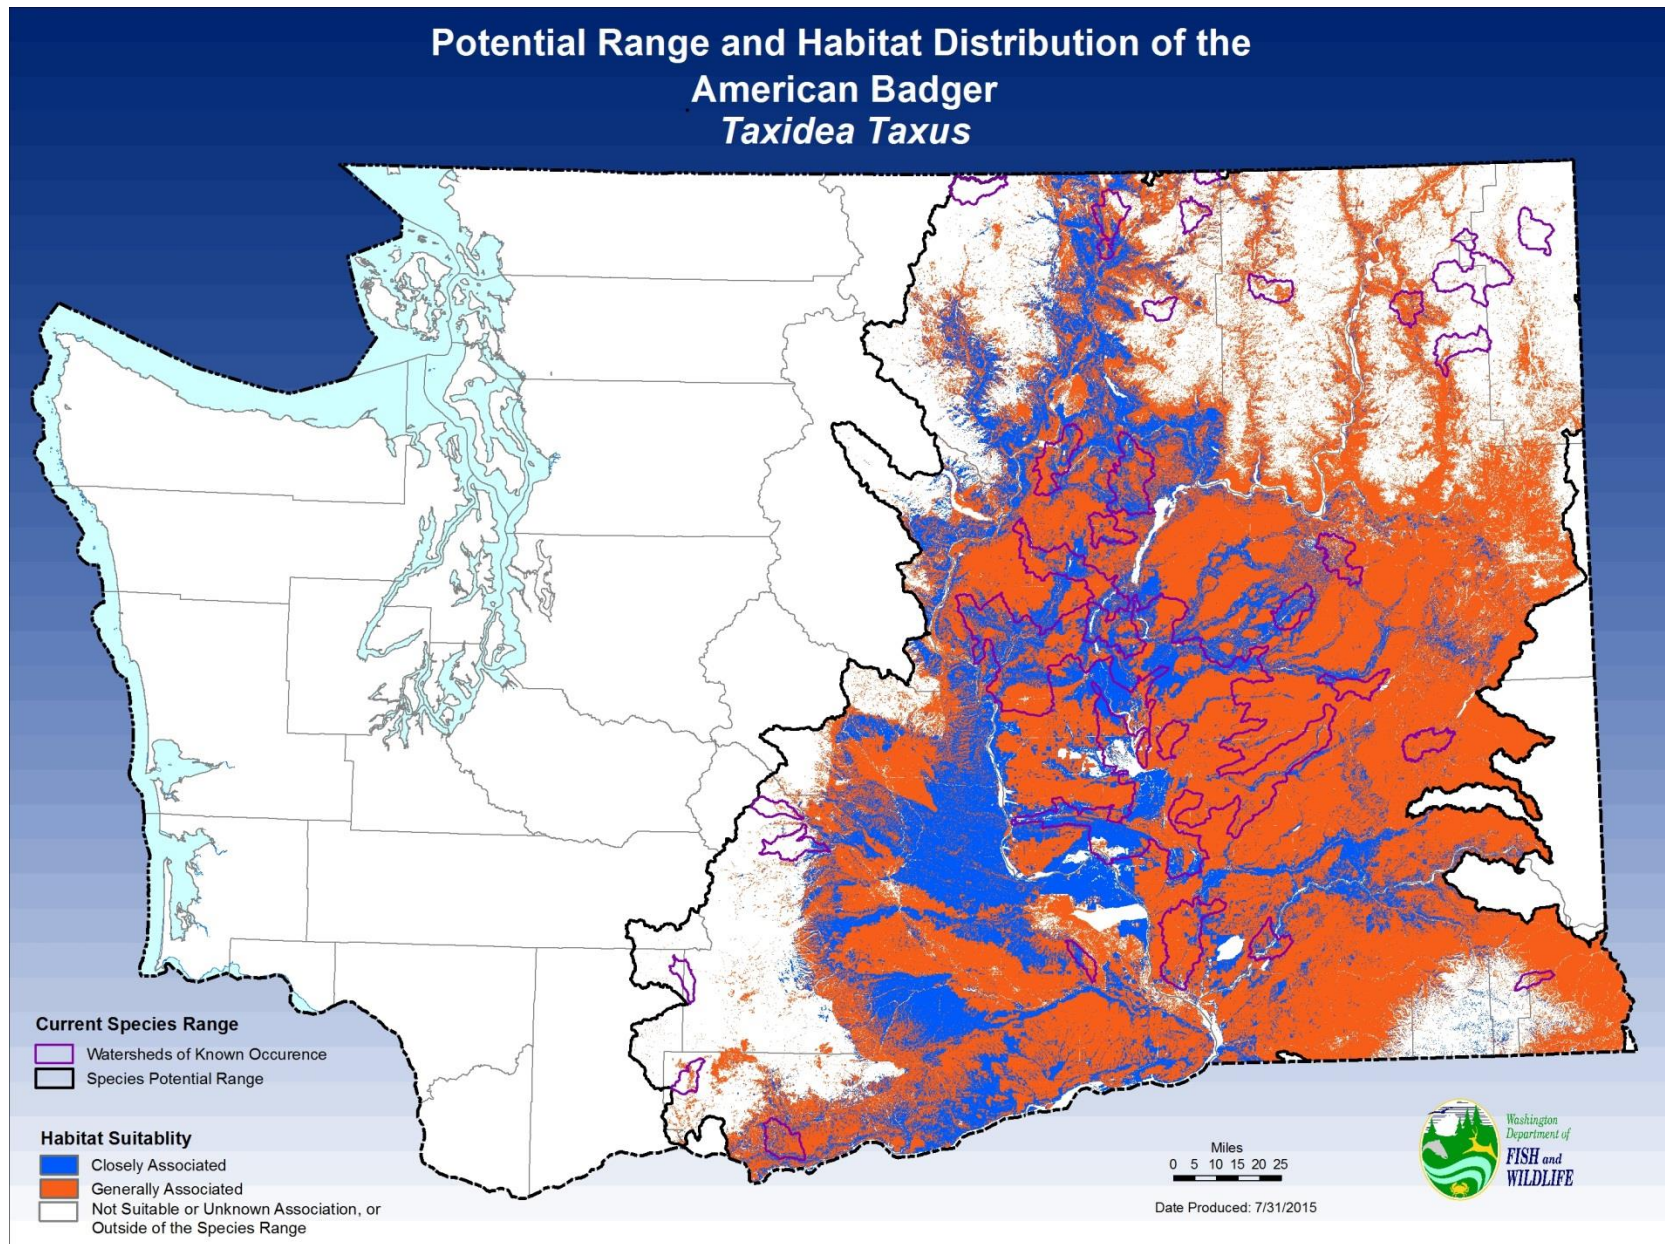 Potential Range and Habitat Distribution of the
American Badger
Taxidea Taxus
Current Species Range
Watersheds of Known Occurence
Species Potential Range
Habitat Suitablity
Closely Associated
Generally Associated
Not Suitable or Unknown Association, or
Outside of the Species Range
Miles
0 5 10 15 20 25
Date Produced: 7/31/2015
Washington
Department of
FISH and
WILDLIFE